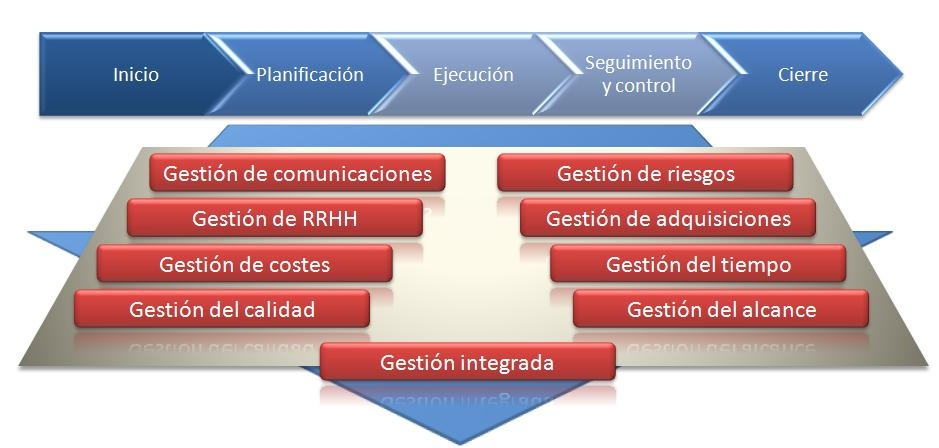 Inicio
Planificación
Ejecución
Seguimiento
y control
Cierre
Gestión de comunicaciones
Gestión de riesgos
Gestión de RRHH
Gestión de adquisiciones
Gestión de costes
Gestión del tiempo
Gestión del calidad
Gestión del alcance
Gestión integrada